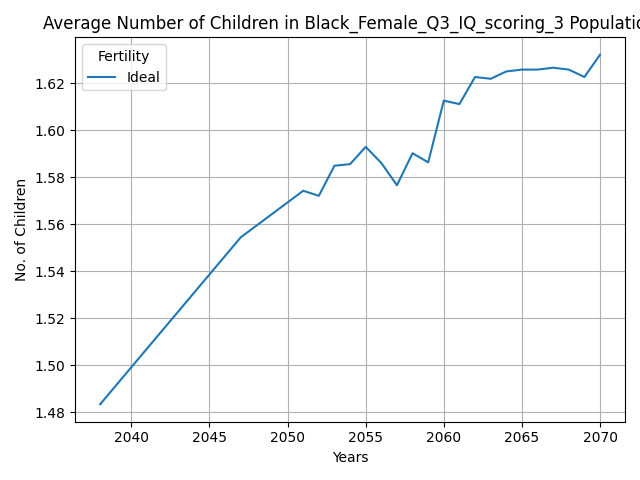 Average Number of Children in Black_Female_Q3_IQ_scoring_3 Populatio
Fertility
Ideal
No. of Children
1.62
1.60
1.58
1.56
1.54
1.52
1.50
1.48
2040 2045 2050 2055 2060 2065 2070
Years